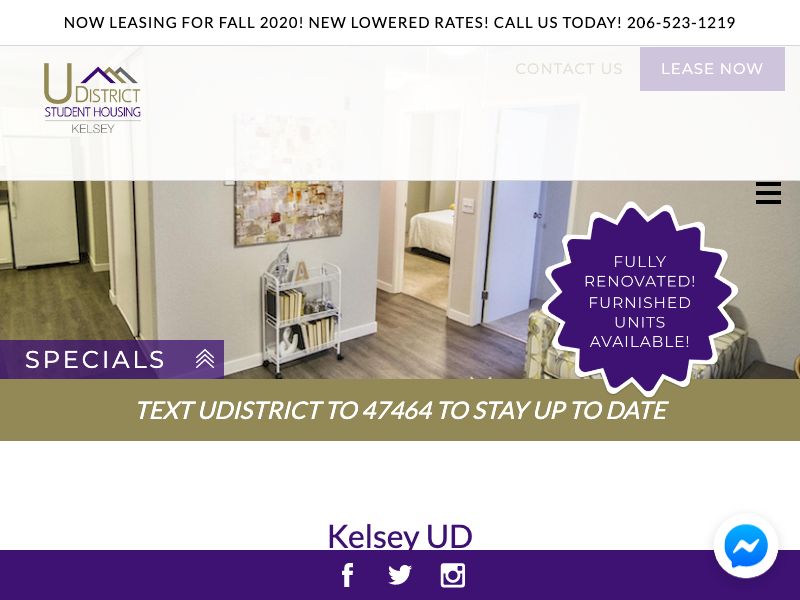 NOW LEASING FOR FALL 2020! NEW LOWERED RATES! CALL US TODAY! 206-523-1219
CONTACT US
LEASE NOW
U DISTRICT
STUDENT HOUSING
KELSEY
A
FULLY
RENOVATED!
FURNISHED
UNITS
AVAILABLE!
SPECIALS
TEXT UDISTRICT TO 47464 TO STAY UP TO DATE
Kelsey UD